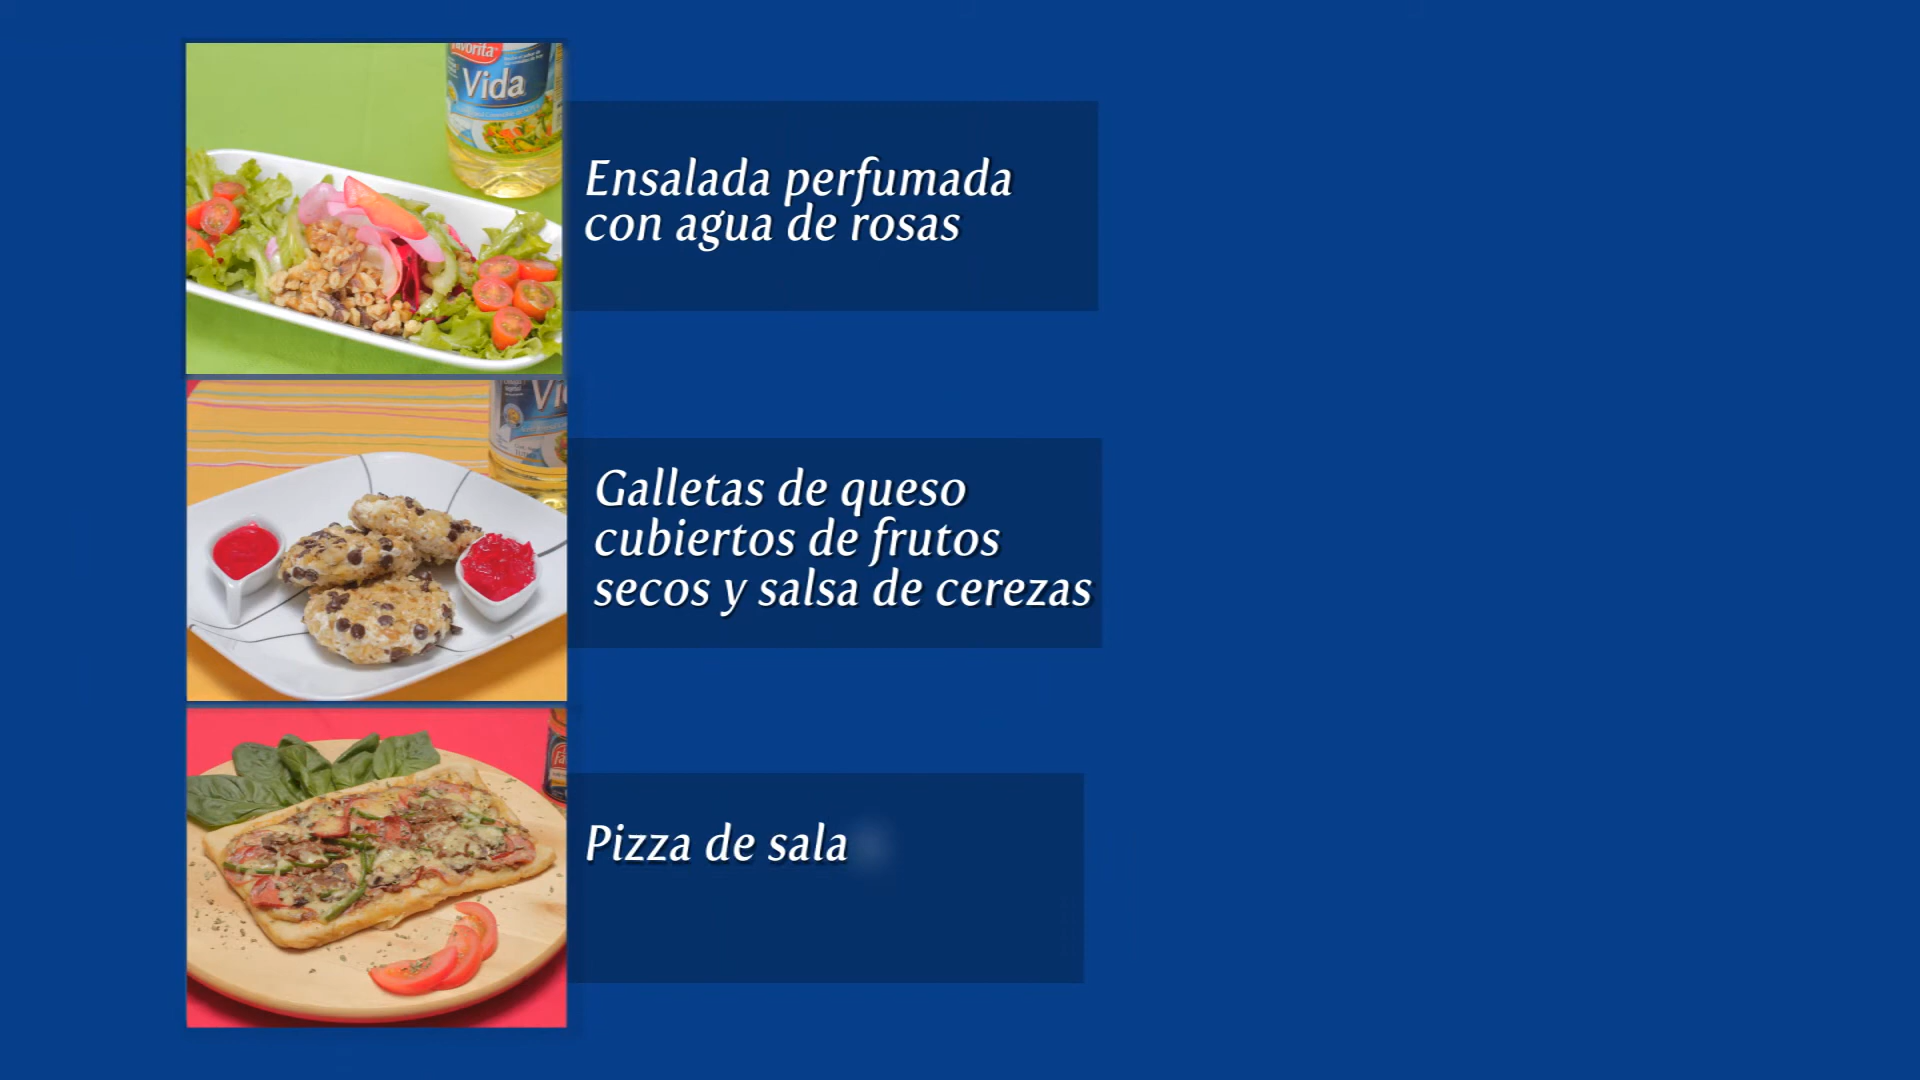 Favorita
Vida
Ensalada perfumada
con agua de rosas
Galletas de queso
cubiertos de frutos
secos y salsa de cerezas
Pizza de sala